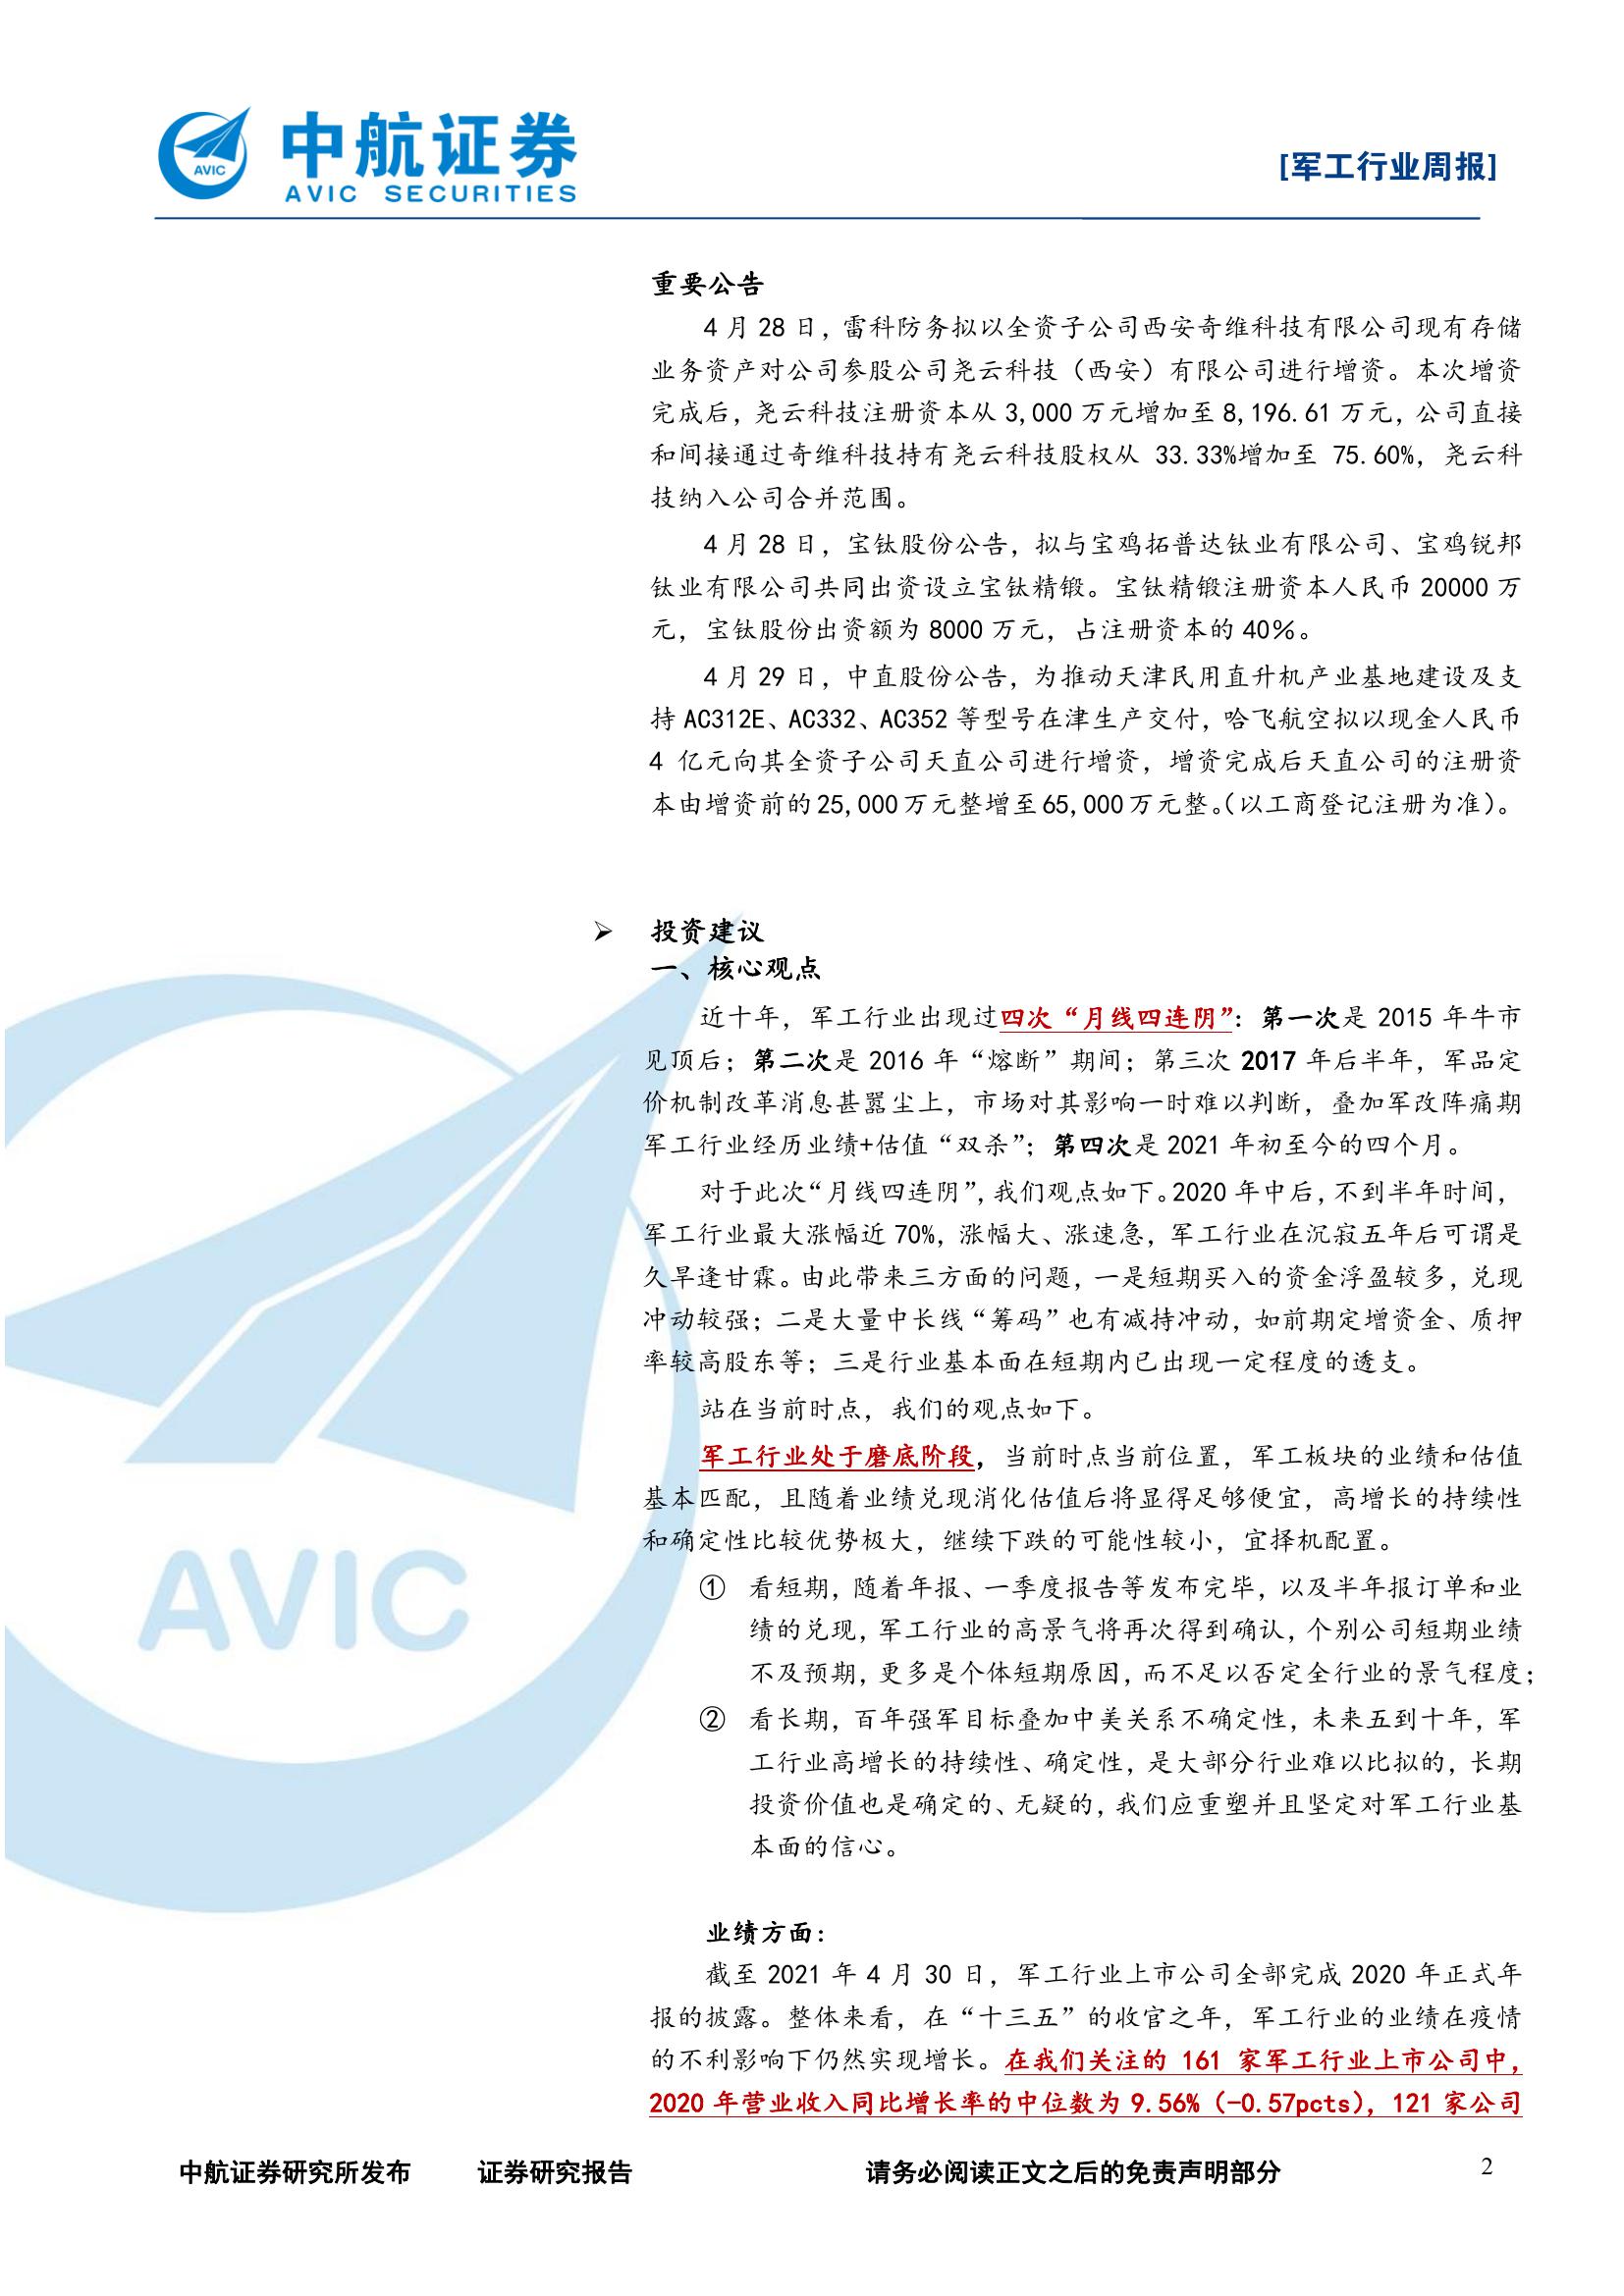 中航证券
AVIC SECURITIES
AVIC
[军工行业周报]
重要公告
4 月 28 日，雷科防务拟以全资子公司西安奇维科技有限公司现有存储
业务资产对公司参股公司尧云科技（西安）有限公司进行增资。本次增资
完成后，尧云科技注册资本从 3,000 万元增加至 8,196.61 万元，公司直接
和间接通过奇维科技持有尧云科技股权从 33.33%增加至 75.60%，尧云科
技纳入公司合并范围。
4 月 28 日，宝钛股份公告，拟与宝鸡拓普达钛业有限公司、宝鸡锐邦
钛业有限公司共同出资设立宝钛精锻。宝钛精锻注册资本人民币 20000 万
元，宝钛股份出资额为 8000 万元，占注册资本的 40%。
4 月 29 日，中直股份公告，为推动天津民用直升机产业基地建设及支
持 AC312E、AC332、AC352 等型号在津生产交付，哈飞航空拟以现金人民币
4 亿元向其全资子公司天直公司进行增资，增资完成后天直公司的注册资
本由增资前的 25,000 万元整增至 65,000 万元整。（以工商登记注册为准）。
➢ 投资建议
一、核心观点
近十年，军工行业出现过四次“月线四连阴”：第一次是 2015 年牛市
见顶后；第二次是 2016 年“熔断”期间；第三次 2017 年后半年，军品定
价机制改革消息甚嚣尘上，市场对其影响一时难以判断，叠加军改阵痛期
军工行业经历业绩+估值“双杀”；第四次是 2021 年初至今的四个月。
对于此次“月线四连阴”，我们观点如下。2020 年中后，不到半年时间，
军工行业最大涨幅近 70%，涨幅大、涨速急，军工行业在沉寂五年后可谓是
久旱逢甘霖。由此带来三方面的问题，一是短期买入的资金浮盈较多，兑现
冲动较强；二是大量中长线“筹码”也有减持冲动，如前期定增资金、质押
率较高股东等；三是行业基本面在短期内已出现一定程度的透支。
站在当前时点，我们的观点如下。
军工行业处于磨底阶段，当前时点当前位置，军工板块的业绩和估值
基本匹配，且随着业绩兑现消化估值后将显得足够便宜，高增长的持续性
和确定性比较优势极大，继续下跌的可能性较小，宜择机配置。
① 看短期，随着年报、一季度报告等发布完毕，以及半年报订单和业
绩的兑现，军工行业的高景气将再次得到确认，个别公司短期业绩
不及预期，更多是个体短期原因，而不足以否定全行业的景气程度；
② 看长期，百年强军目标叠加中美关系不确定性，未来五到十年，军
工行业高增长的持续性、确定性，是大部分行业难以比拟的，长期
投资价值也是确定的、无疑的，我们应重塑并且坚定对军工行业基
本面的信心。
AVIC
业绩方面：
截至 2021 年 4 月 30 日，军工行业上市公司全部完成 2020 年正式年
报的披露。整体来看，在“十三五”的收官之年，军工行业的业绩在疫情
的不利影响下仍然实现增长。在我们关注的 161 家军工行业上市公司中，
2020 年营业收入同比增长率的中位数为 9.56%（-0.57pcts），121 家公司
中航证券研究所发布 证券研究报告 请务必阅读正文之后的免责声明部分 2